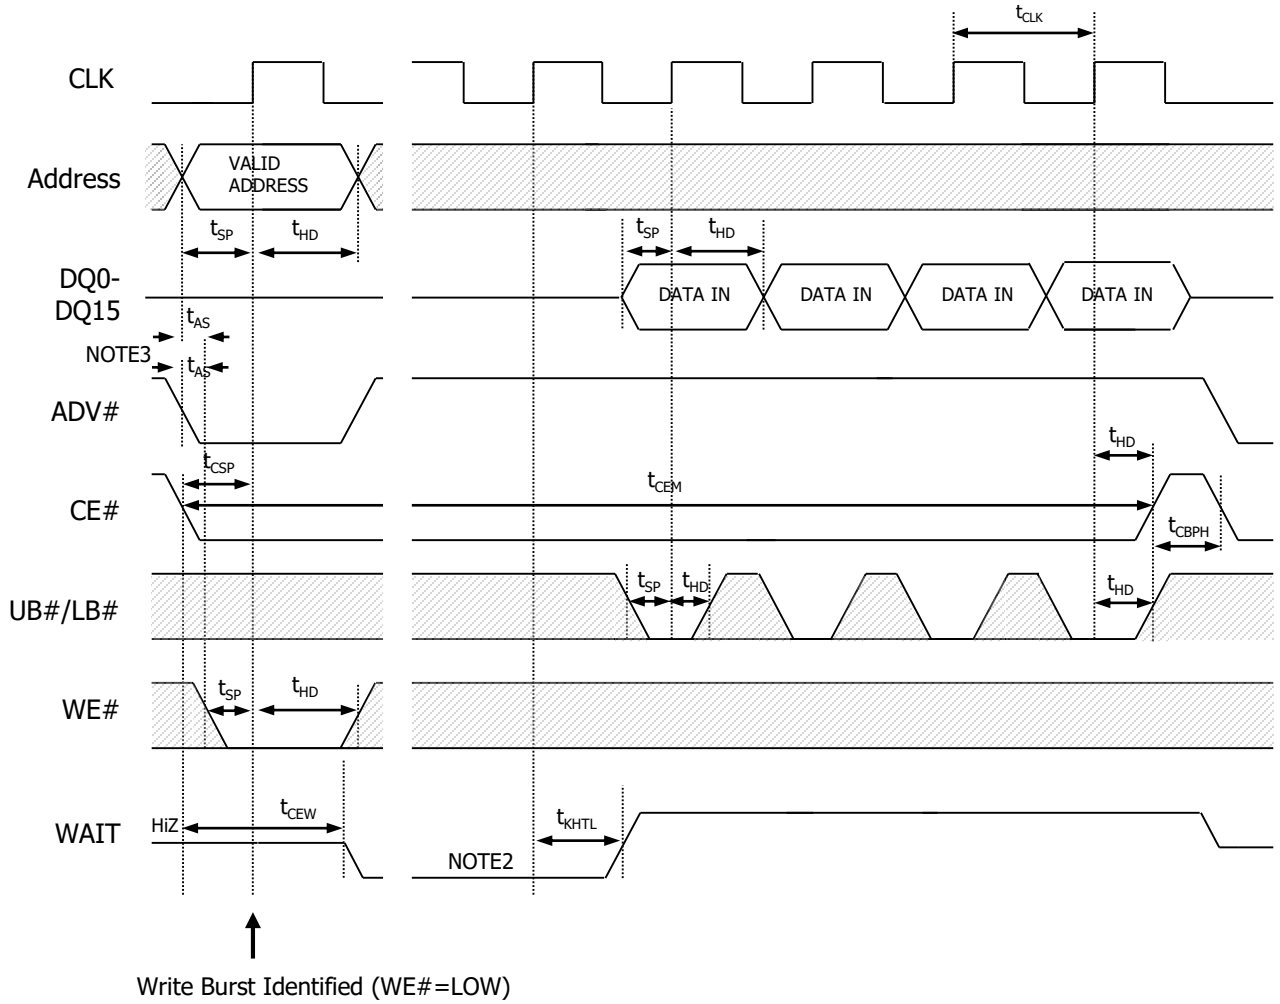 tCLK
CLK
VALID
ADDRESS
Address
tSP
tHD
tSP
tHD
DQ0-
DQ15
DATA IN
DATA IN
DATA IN
DATA IN
tAS
NOTE3
tAS
ADV#
tHD
tCSP
tCEM
CE#
tCBPH
UB#/LB#
tSP
tHD
tHD
WE#
tSP
tHD
WAIT
HiZ
tCEW
tKHTL
NOTE2
Write Burst Identified (WE#=LOW)